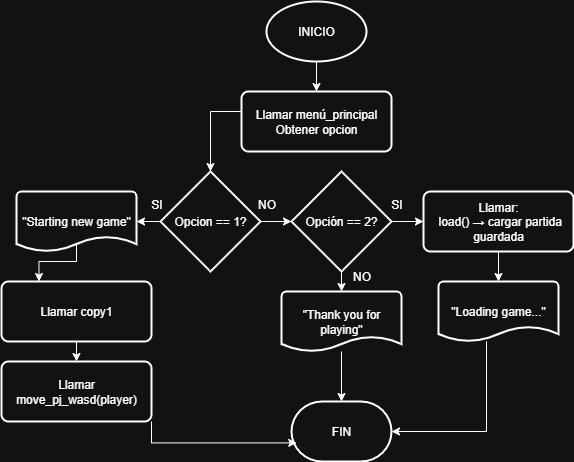 INICIO
Llamar menú_principal
Obtener opcion
SI
Opcion == 1?
NO
Opción == 2?
SI
"Starting new game"
Llamar:
load() → cargar partida
guardada
NO
Llamar copy1
"Thank you for
playing"
"Loading game..."
Llamar
move_pj_wasd(player)
FIN